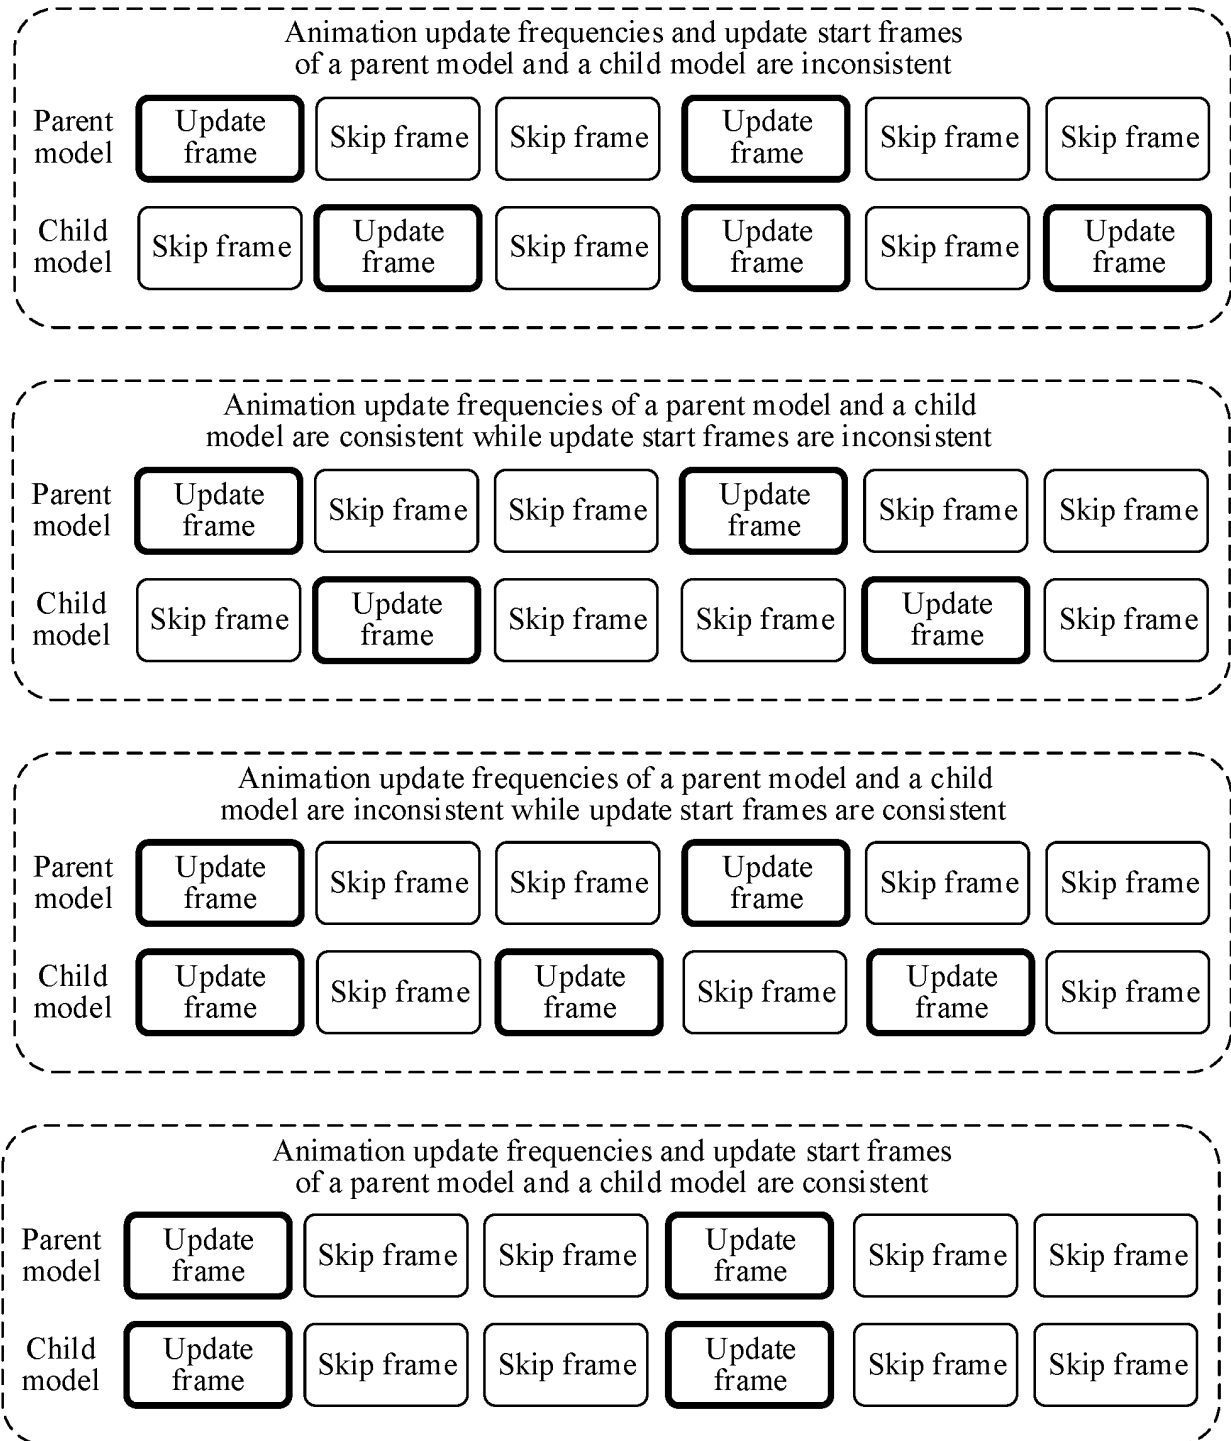 Animation update frequencies and update start frames
of a parent model and a child model are inconsistent
Parent
model
Update
frame
Skip frame
Skip frame
Update
frame
Skip frame
Skip frame
Child
model
Skip frame
Update
frame
Skip frame
Update
frame
Skip frame
Update
frame
Animation update frequencies of a parent model and a child
model are consistent while update start frames are inconsistent
Parent
model
Update
frame
Skip frame
Skip frame
Update
frame
Skip frame
Skip frame
Child
model
Skip frame
Update
frame
Skip frame
Skip frame
Update
frame
Skip frame
Animation update frequencies of a parent model and a child
model are inconsistent while update start frames are consistent
Parent
model
Update
frame
Skip frame
Skip frame
Update
frame
Skip frame
Skip frame
Child
model
Update
frame
Skip frame
Update
frame
Skip frame
Update
frame
Skip frame
Animation update frequencies and update start frames
of a parent model and a child model are consistent
Parent
model
Update
frame
Skip frame
Skip frame
Update
frame
Skip frame
Skip frame
Child
model
Update
frame
Skip frame
Skip frame
Update
frame
Skip frame
Skip frame